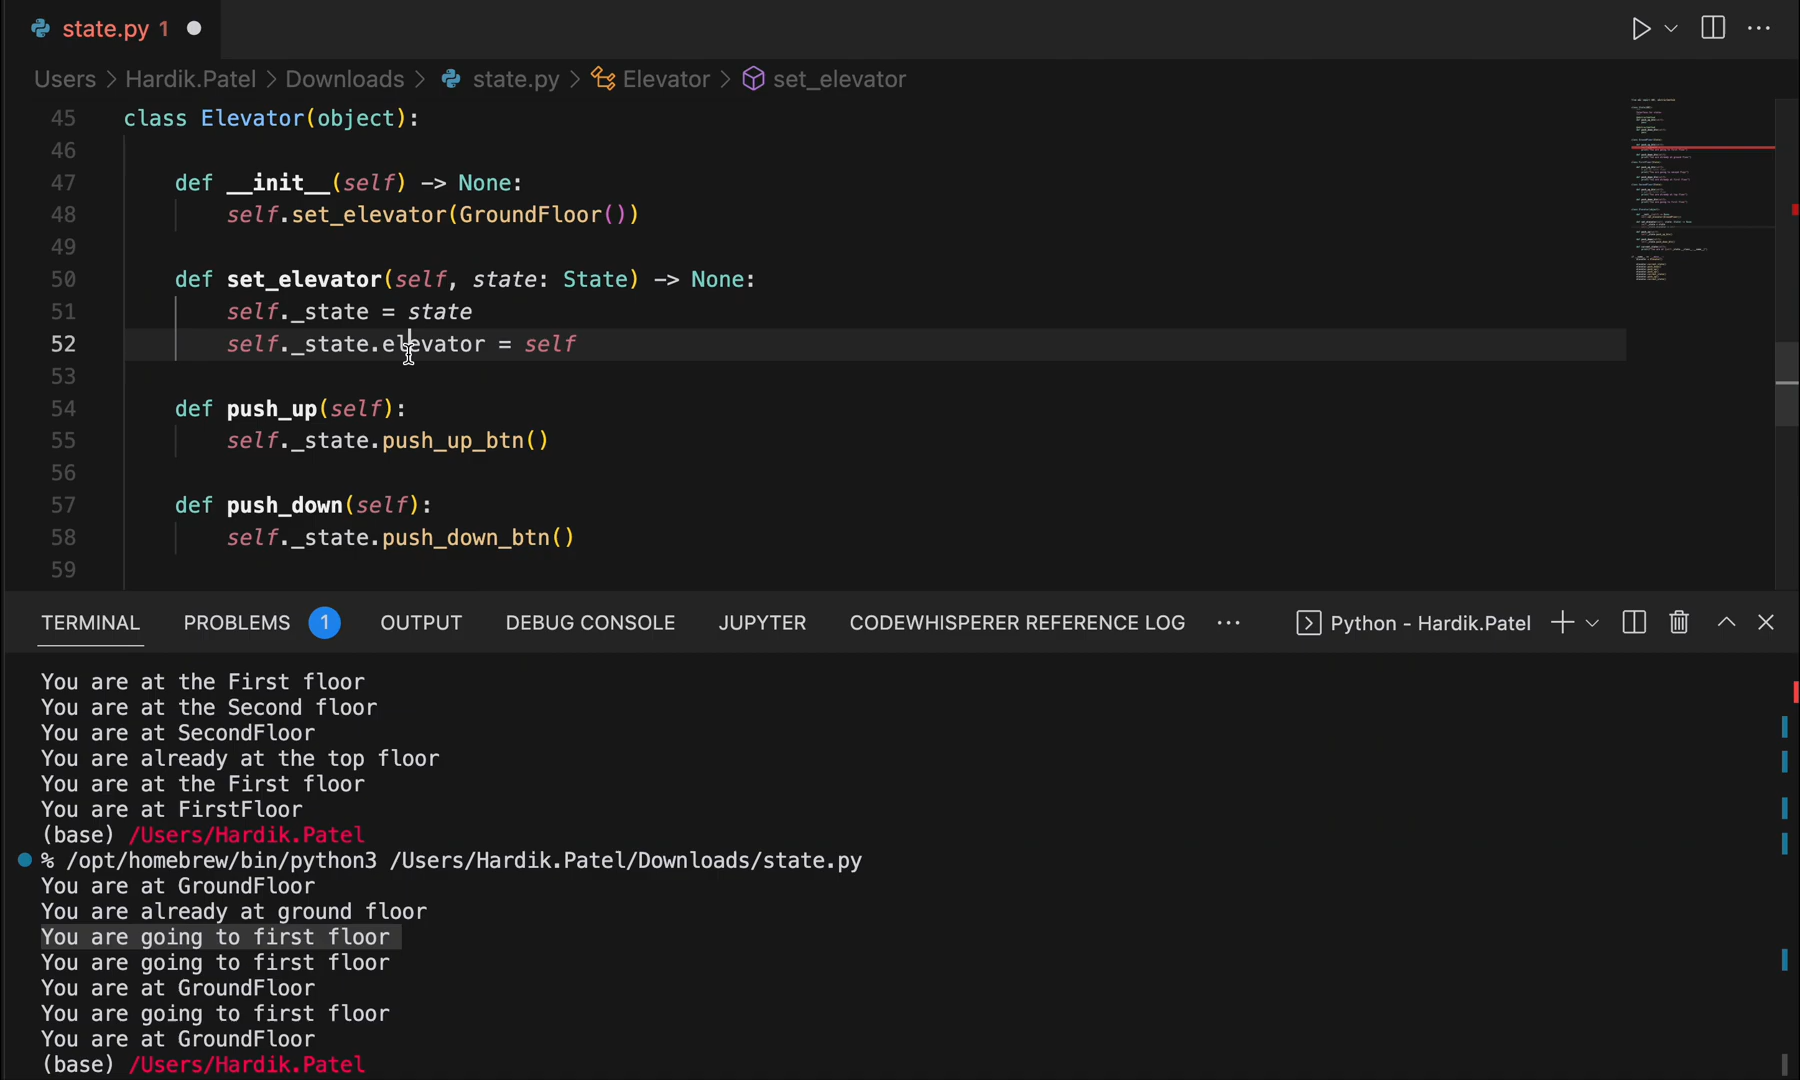 state.py 1
Users > Hardik.Patel > Downloads > state.py > Elevator > set_elevator
45 class Elevator(object):
46
47 def __init__(self) -> None:
48 self.set_elevator(GroundFloor())
49
50 def set_elevator(self, state: State) -> None:
51 self._state = state
52 self._state.elevator = self
53
54 def push_up(self):
55 self._state.push_up_btn()
56
57 def push_down(self):
58 self._state.push_down_btn()
59
TERMINAL PROBLEMS 1 OUTPUT DEBUG CONSOLE JUPYTER CODEWHISPERER REFERENCE LOG ··· Python - Hardik.Patel
You are at the First floor
You are at the Second floor
You are at SecondFloor
You are already at the top floor
You are at the First floor
You are at FirstFloor
(base) /Users/Hardik.Patel
% /opt/homebrew/bin/python3 /Users/Hardik.Patel/Downloads/state.py
You are at GroundFloor
You are already at ground floor
You are going to first floor
You are going to first floor
You are at GroundFloor
You are going to first floor
You are at GroundFloor
(base) /Users/Hardik.Patel